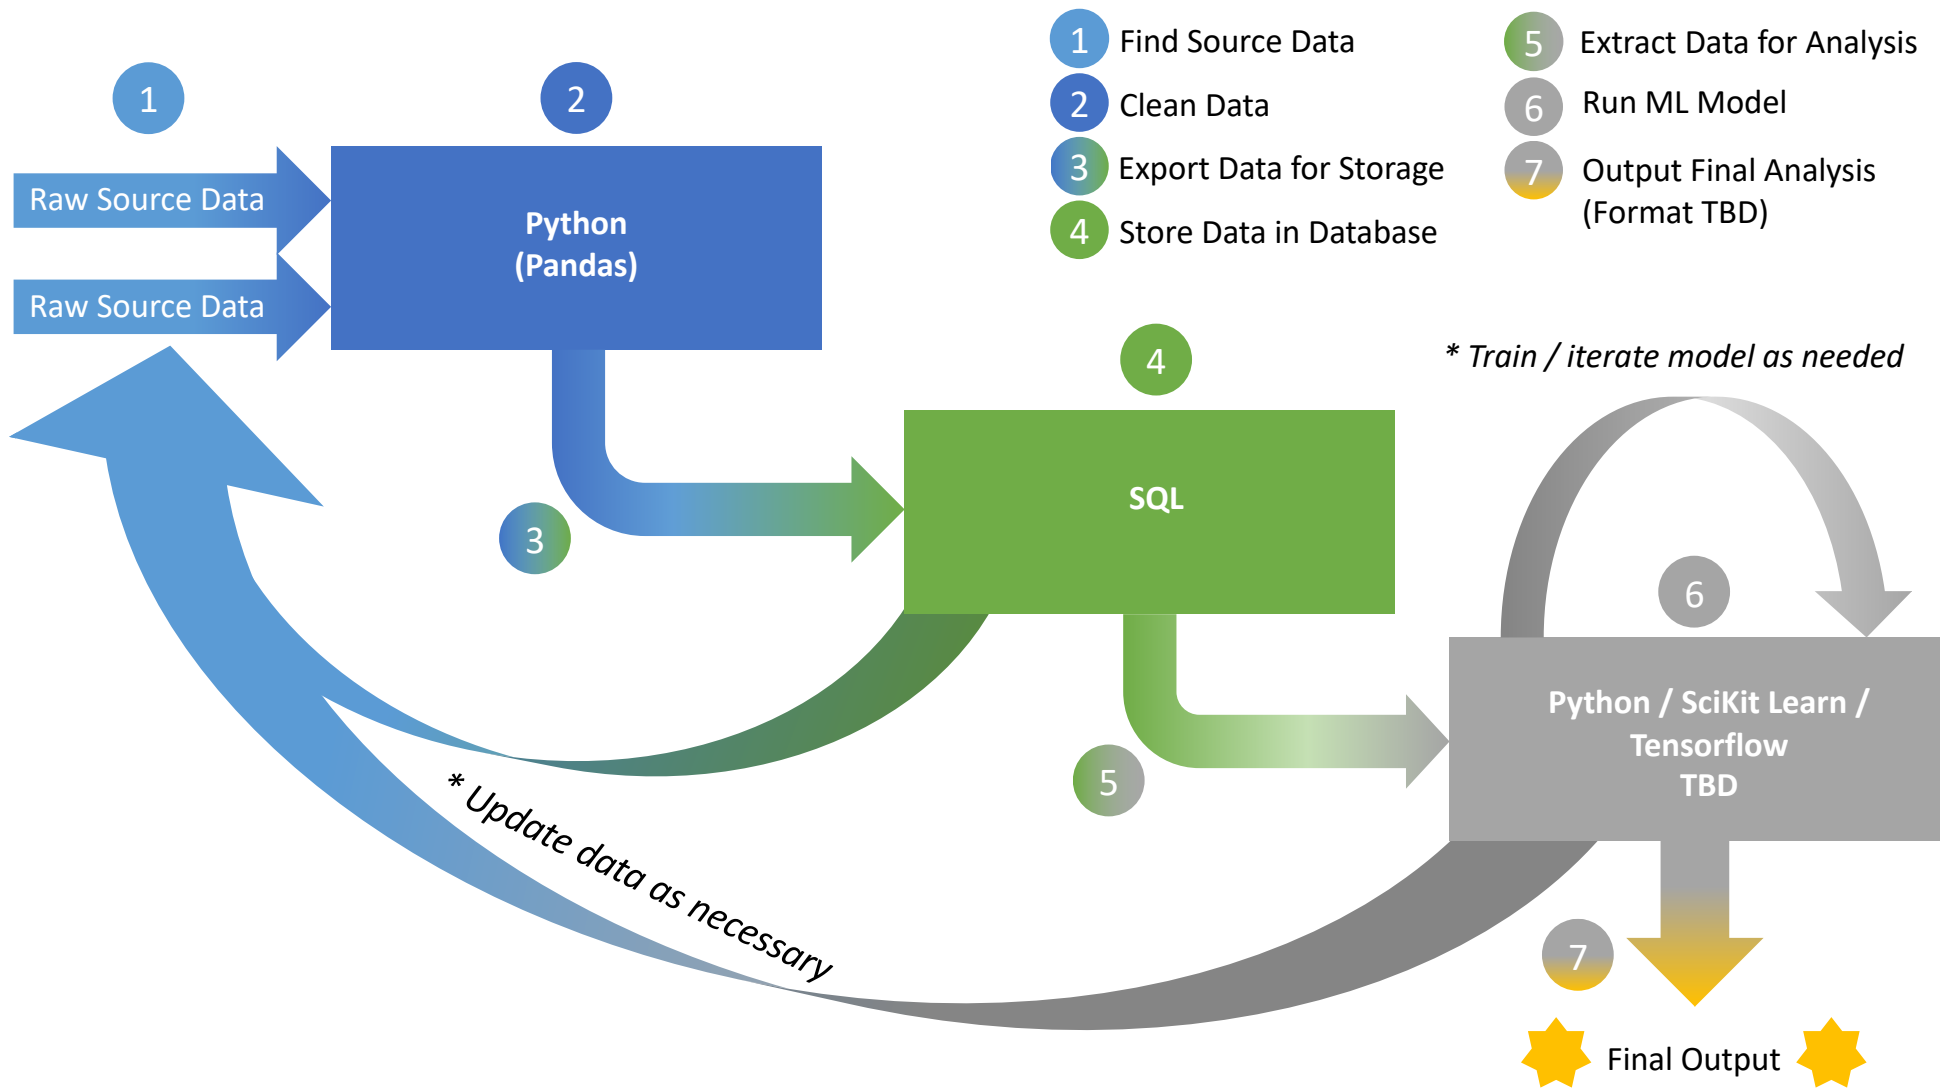 1 Find Source Data
2 Clean Data
3 Export Data for Storage
4 Store Data in Database
5 Extract Data for Analysis
6 Run ML Model
7 Output Final Analysis
(Format TBD)
1
2
Raw Source Data
Raw Source Data
Python
(Pandas)
3
4
SQL
* Train / iterate model as needed
5
6
Python / SciKit Learn /
Tensorflow
TBD
* Update data as necessary
7
Final Output